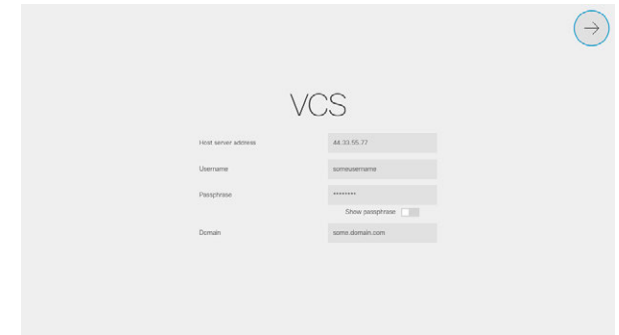 VCS
Host server address
44.33.55.77
Username
someusername
Passphrase
********
Show passphrase
Domain
some.domain.com